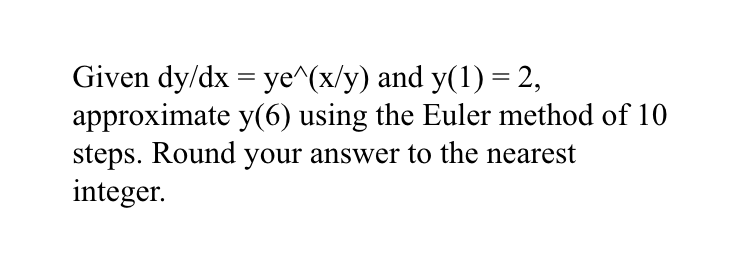 Given dy/dx = ye^(x/y) and y(1) = 2,
approximate y(6) using the Euler method of 10
steps. Round your answer to the nearest
integer.